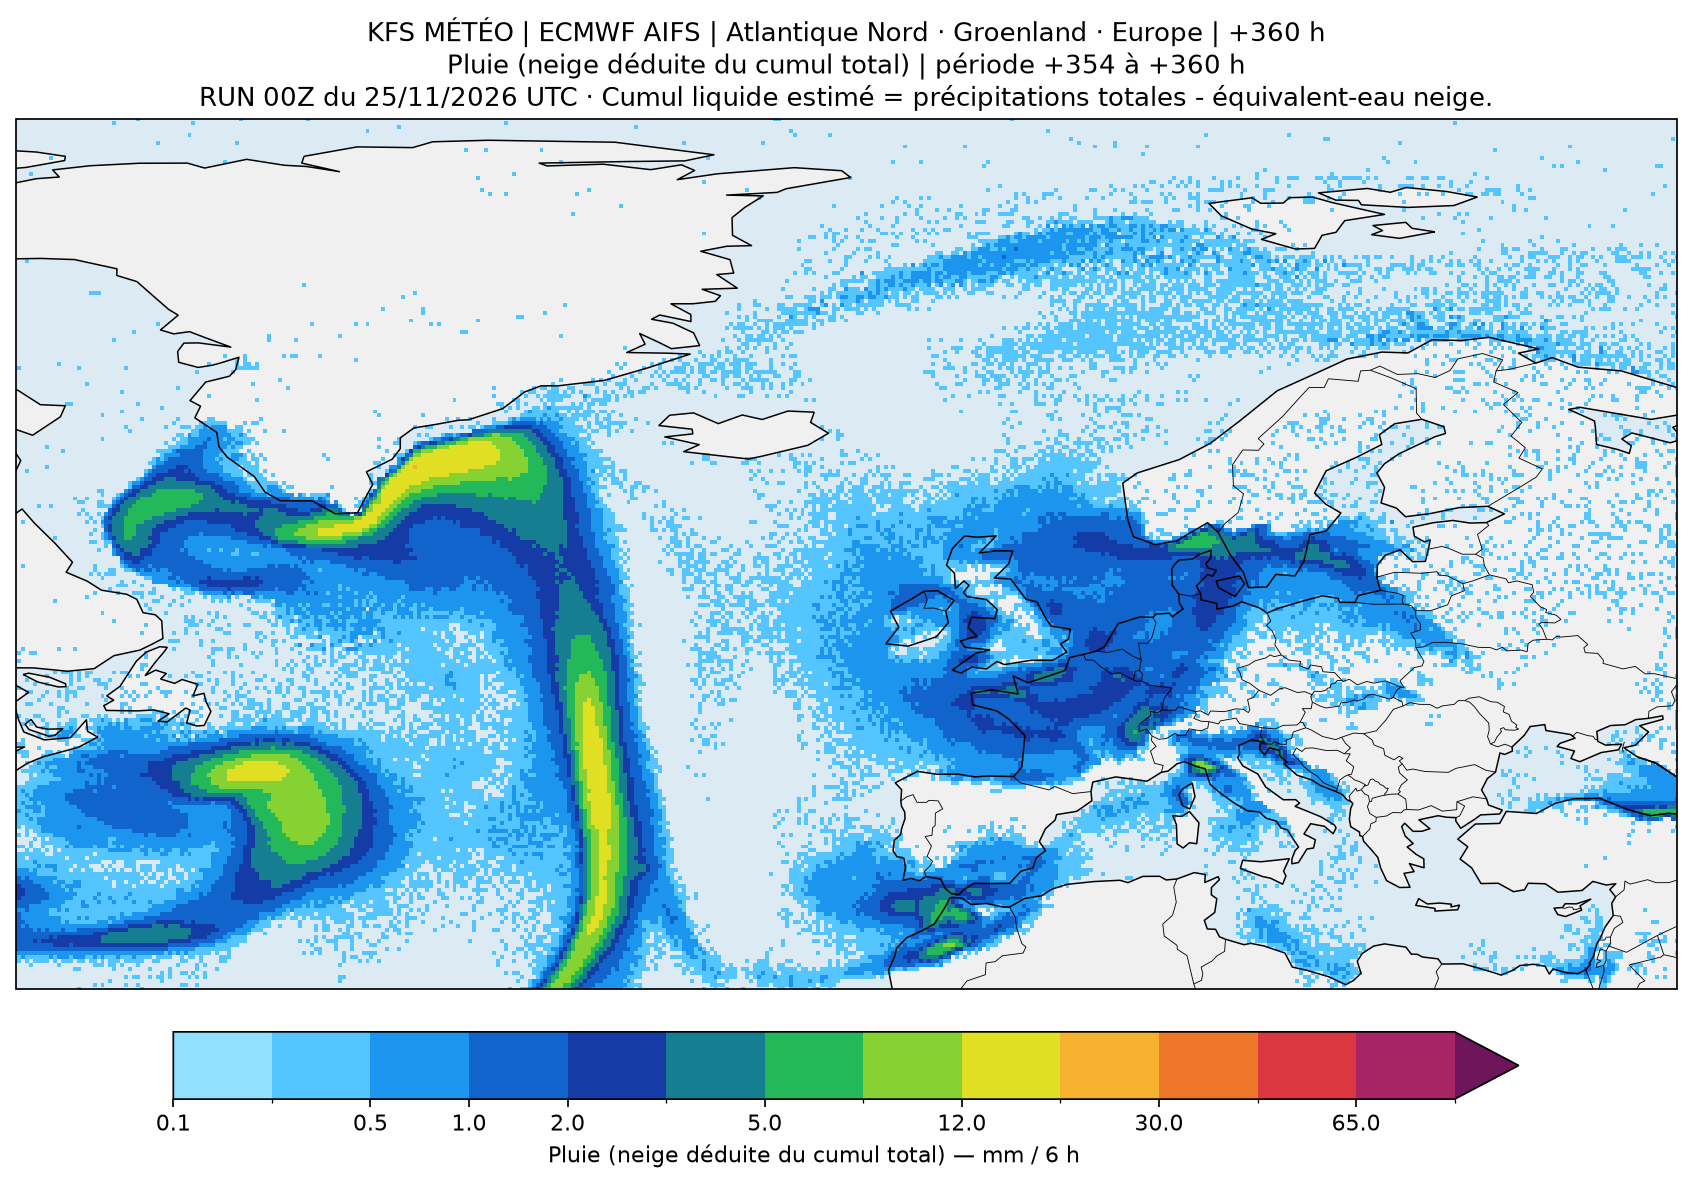 KFS MÉTÉO | ECMWF AIFS | Atlantique Nord · Groenland · Europe | +360 h
Pluie (neige déduite du cumul total) | période +354 à +360 h
RUN 00Z du 25/11/2026 UTC · Cumul liquide estimé = précipitations totales - équivalent-eau neige.
0.1 0.5 1.0 2.0 5.0 12.0 30.0 65.0
Pluie (neige déduite du cumul total) — mm / 6 h